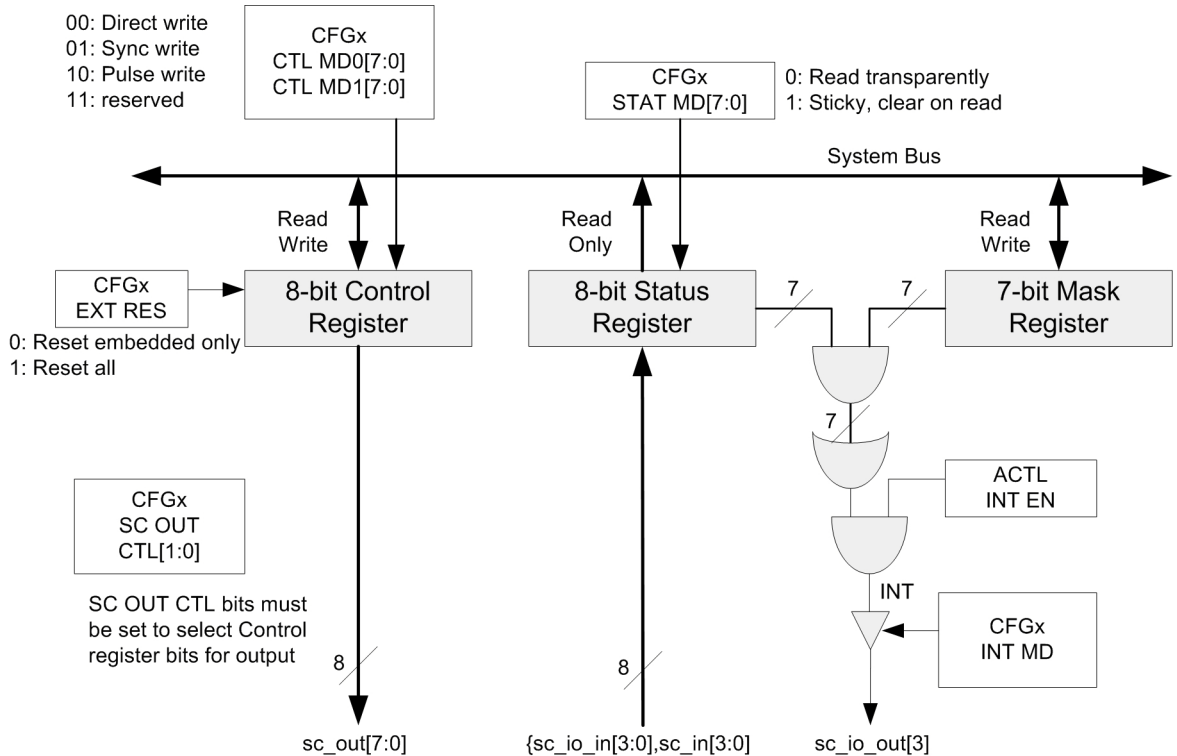 00: Direct write
01: Sync write
10: Pulse write
11: reserved
CFGx
CTL MD0[7:0]
CTL MD1[7:0]
CFGx
STAT MD[7:0]
0: Read transparently
1: Sticky, clear on read
System Bus
Read
Write
Read
Only
Read
Write
CFGx
EXT RES
0: Reset embedded only
1: Reset all
8-bit Control
Register
8-bit Status
Register
7
7
7-bit Mask
Register
7
CFGx
SC OUT
CTL[1:0]
ACTL
INT EN
SC OUT CTL bits must
be set to select Control
register bits for output
INT
CFGx
INT MD
8
8
sc_out[7:0]
{sc_io_in[3:0],sc_in[3:0]
sc_io_out[3]